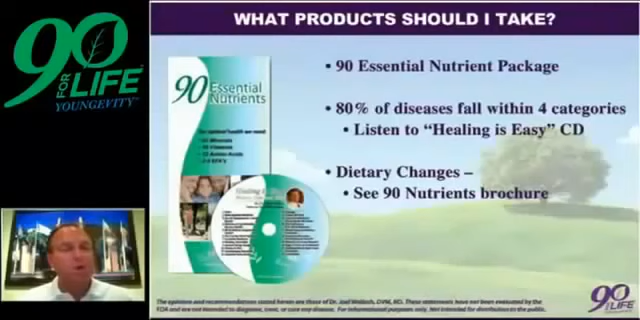 90
FOR LIFE
YOUNGEVITY
WHAT PRODUCTS SHOULD I TAKE?
90 Essential
Nutrients
• 90 Essential Nutrient Package
• 80% of diseases fall within 4 categories
• Listen to “Healing is Easy” CD
• Dietary Changes –
• See 90 Nutrients brochure
The opinions and recommendations stated herein are those of Dr. Joel Wallach, DVM, ND. These statements have not been evaluated by the
FDA and are not intended to diagnose, treat, or cure any disease. For informational purposes only. Not intended for distribution to the public.
90
FOR LIFE